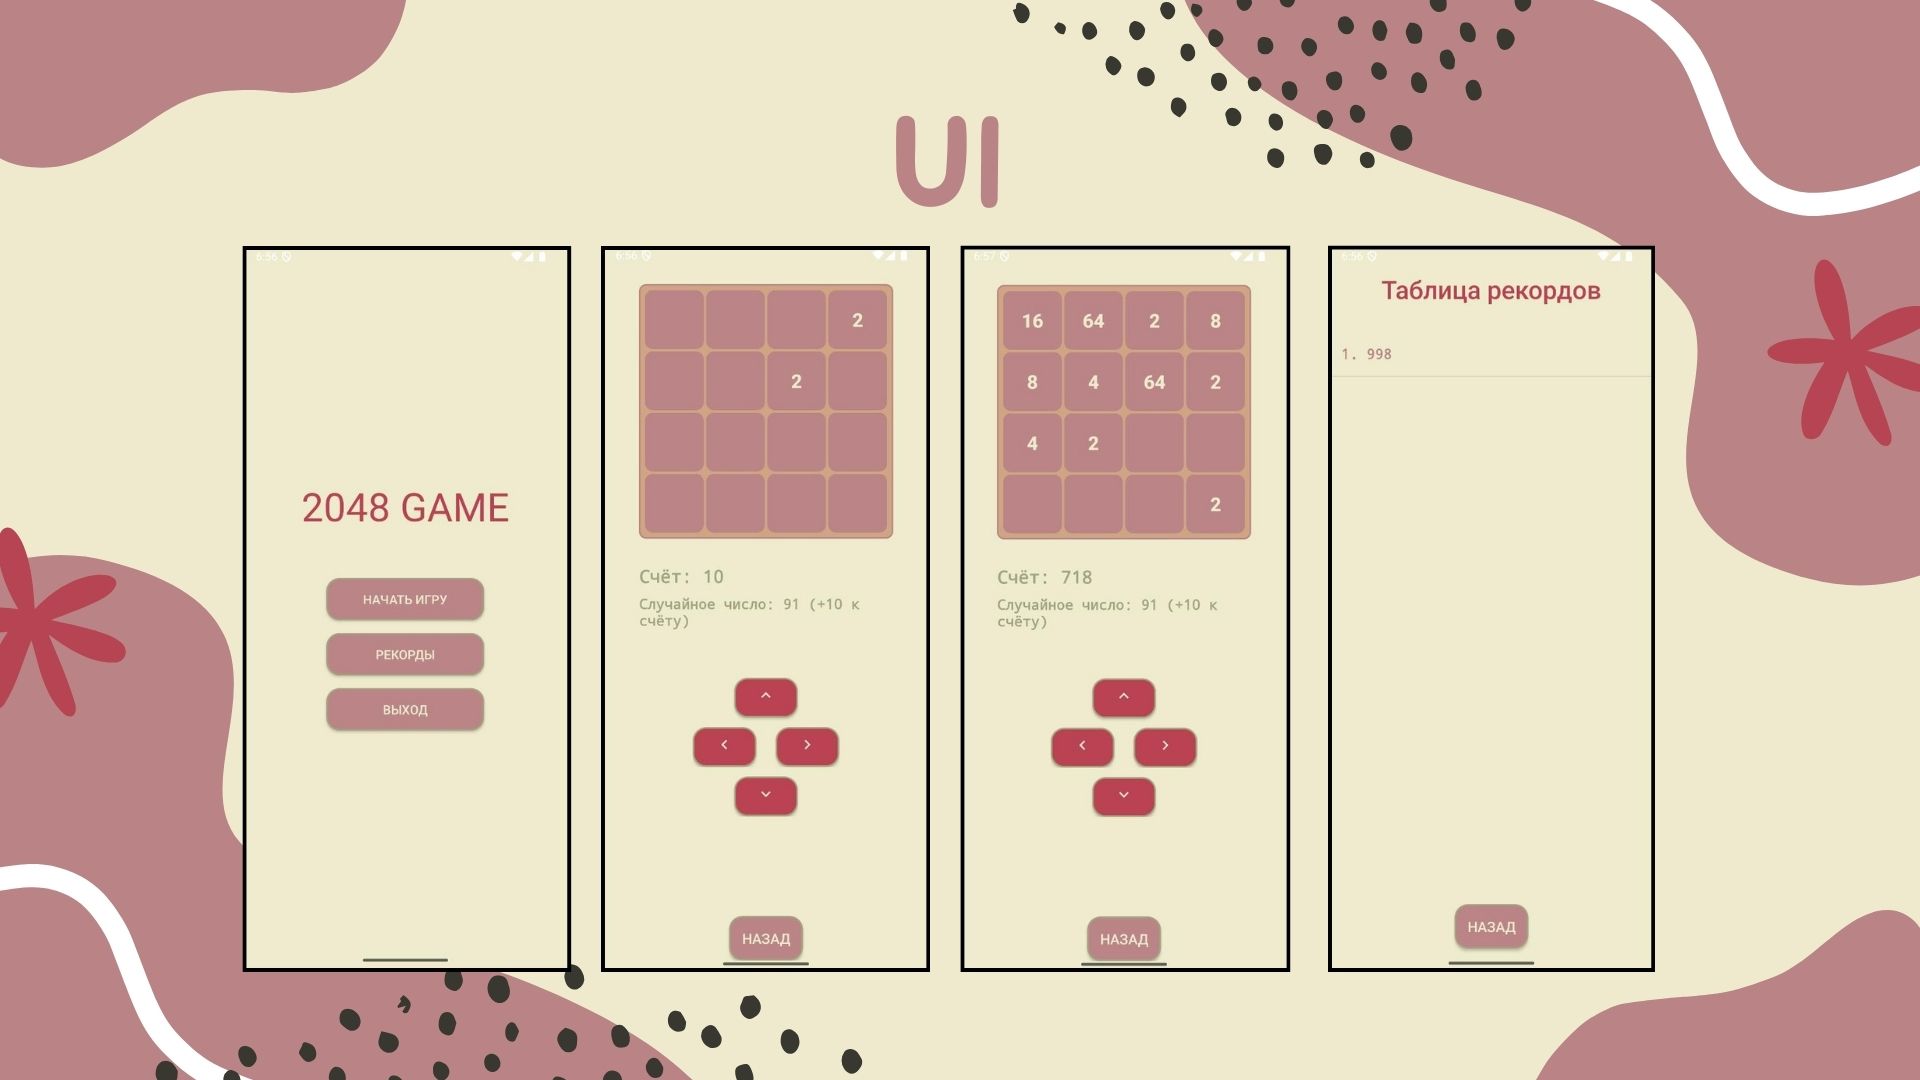 UI
6:56
2048 GAME
НАЧАТЬ ИГРУ
РЕКОРДЫ
ВЫХОД
6:56
2
2
Счёт: 10
Случайное число: 91 (+10 к
счёту)
НАЗАД
6:57
16 64 2 8
8 4 64 2
4 2
2
Счёт: 718
Случайное число: 91 (+10 к
счёту)
НАЗАД
6:56
Таблица рекордов
1. 998
НАЗАД